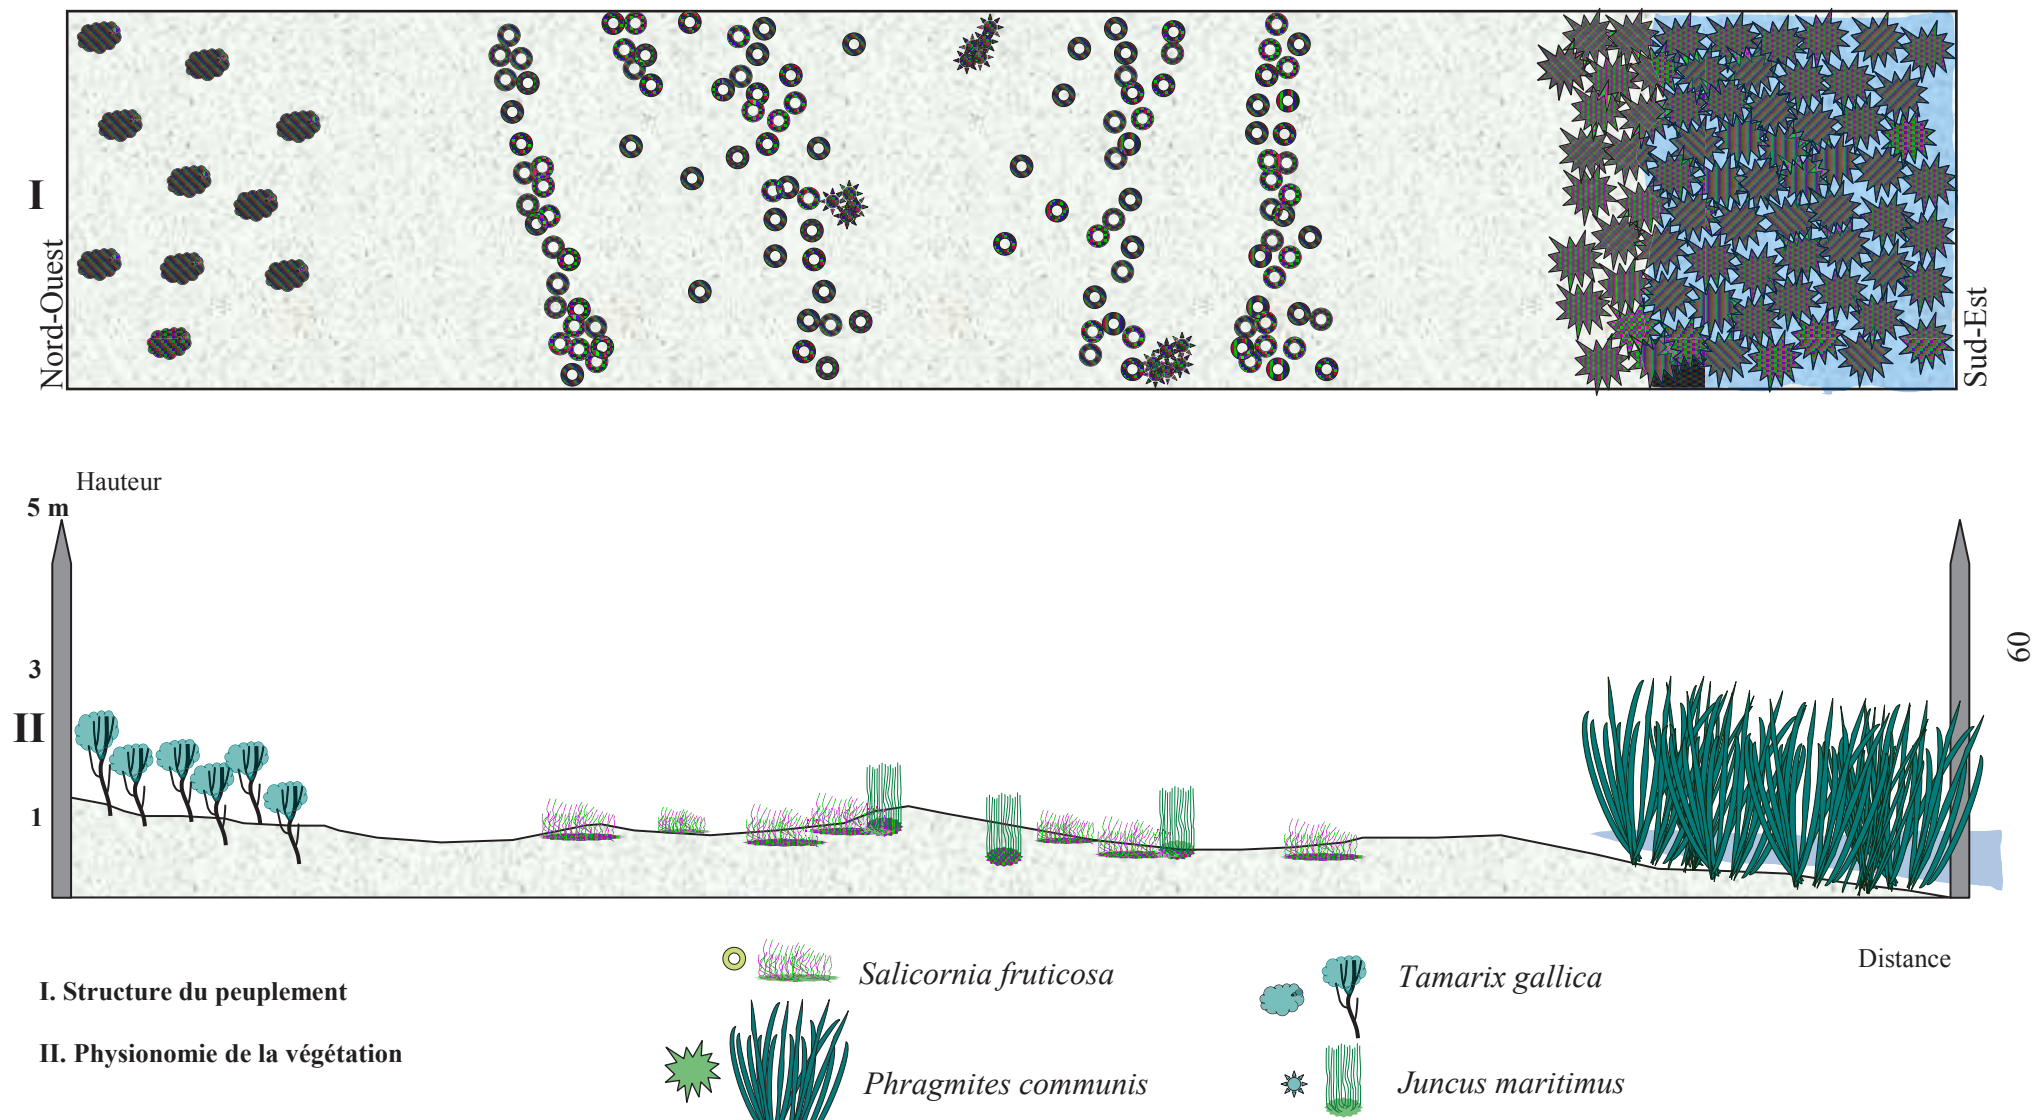 I
Nord-Ouest
Sud-Est
Hauteur
5 m
3
II
1
60
Distance
Salicornia fruticosa
Tamarix gallica
I. Structure du peuplement
II. Physionomie de la végétation
Phragmites communis
Juncus maritimus